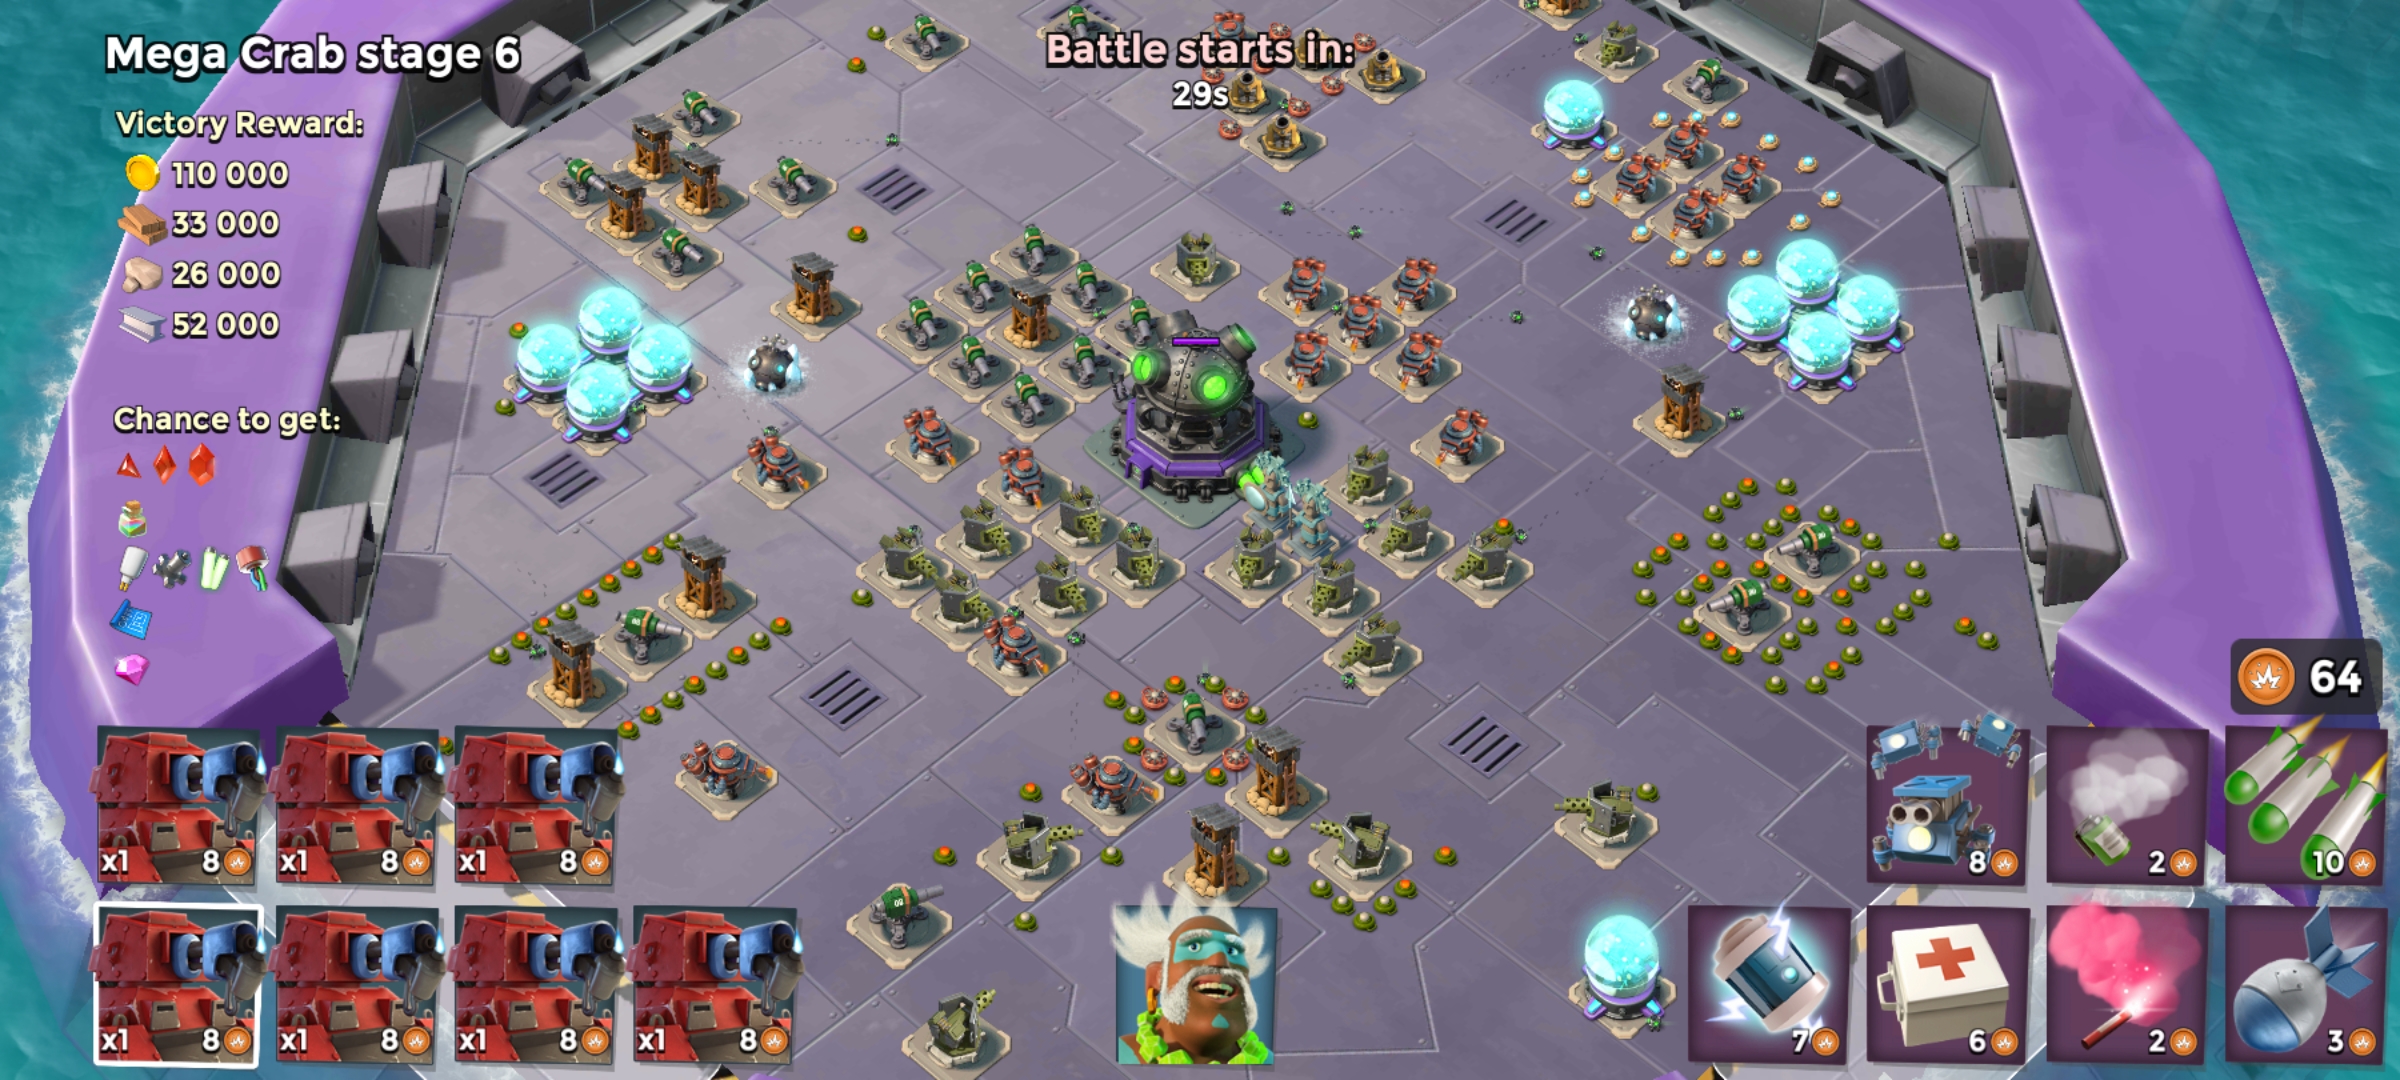 Mega Crab stage 6
Battle starts in:
29s
Victory Reward:
110 000
33 000
26 000
52 000
Chance to get:
64
x1 8
x1 8
x1 8
8
2
10
x1 8
x1 8
x1 8
x1 8
7
6
2
3